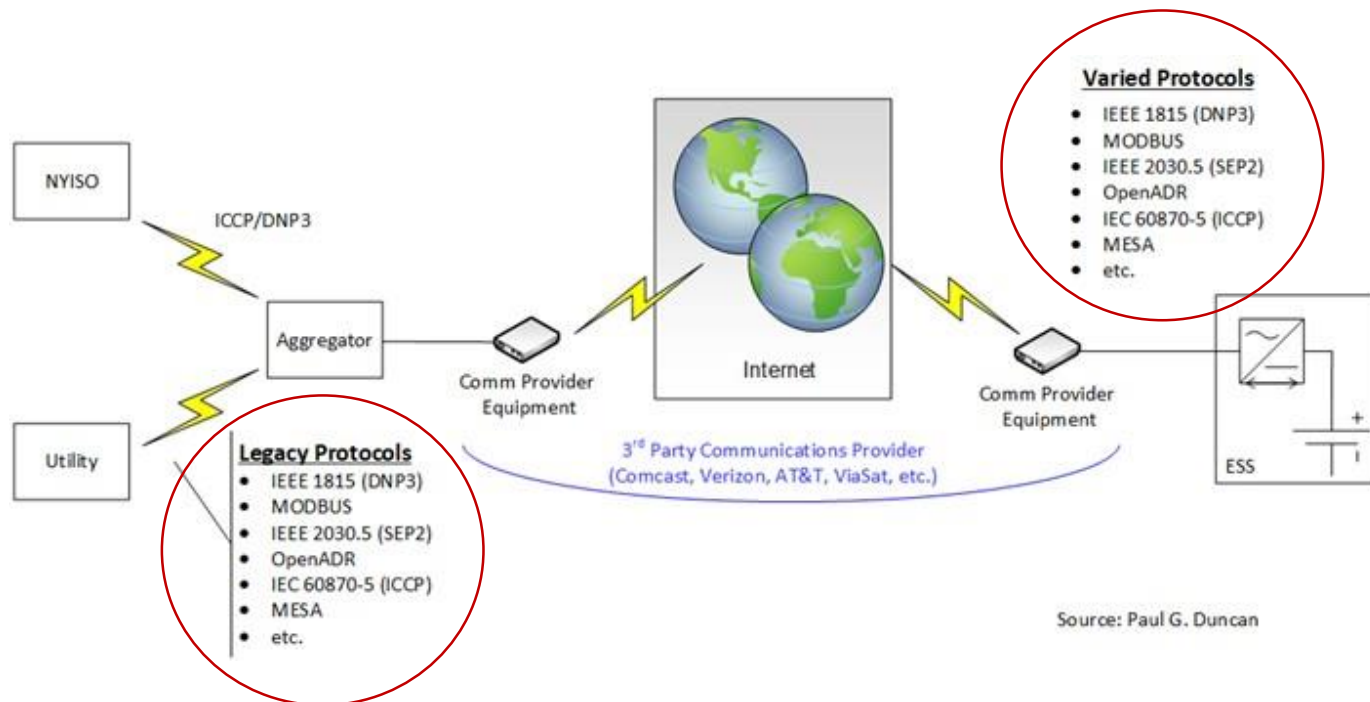 Varied Protocols
• IEEE 1815 (DNP3)
• MODBUS
• IEEE 2030.5 (SEP2)
• OpenADR
• IEC 60870-5 (ICCP)
• MESA
• etc.
NYISO
ICCP/DNP3
Aggregator
Comm Provider
Equipment
Internet
Comm Provider
Equipment
Utility
Legacy Protocols
• IEEE 1815 (DNP3)
• MODBUS
• IEEE 2030.5 (SEP2)
• OpenADR
• IEC 60870-5 (ICCP)
• MESA
• etc.
3rd Party Communications Provider
(Comcast, Verizon, AT&T, ViaSat, etc.)
+
ESS
Source: Paul G. Duncan